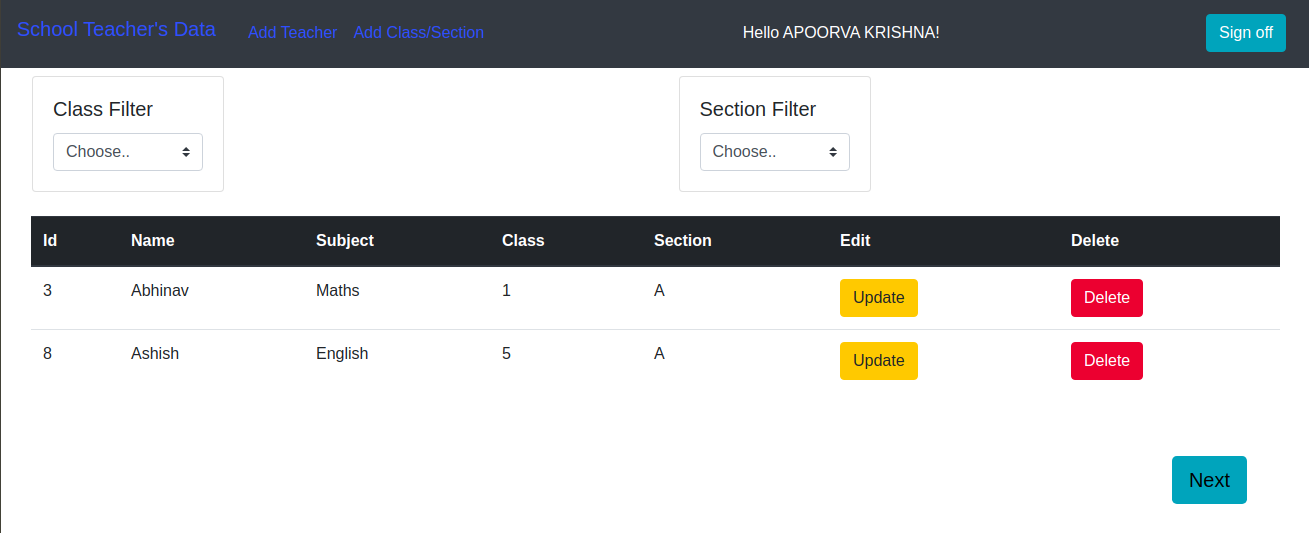 School Teacher's Data Add Teacher Add Class/Section Hello APOORVA KRISHNA! Sign off
Class Filter Section Filter
Choose.. Choose..
Id Name Subject Class Section Edit Delete
3 Abhinav Maths 1 A Update Delete
8 Ashish English 5 A Update Delete
Next